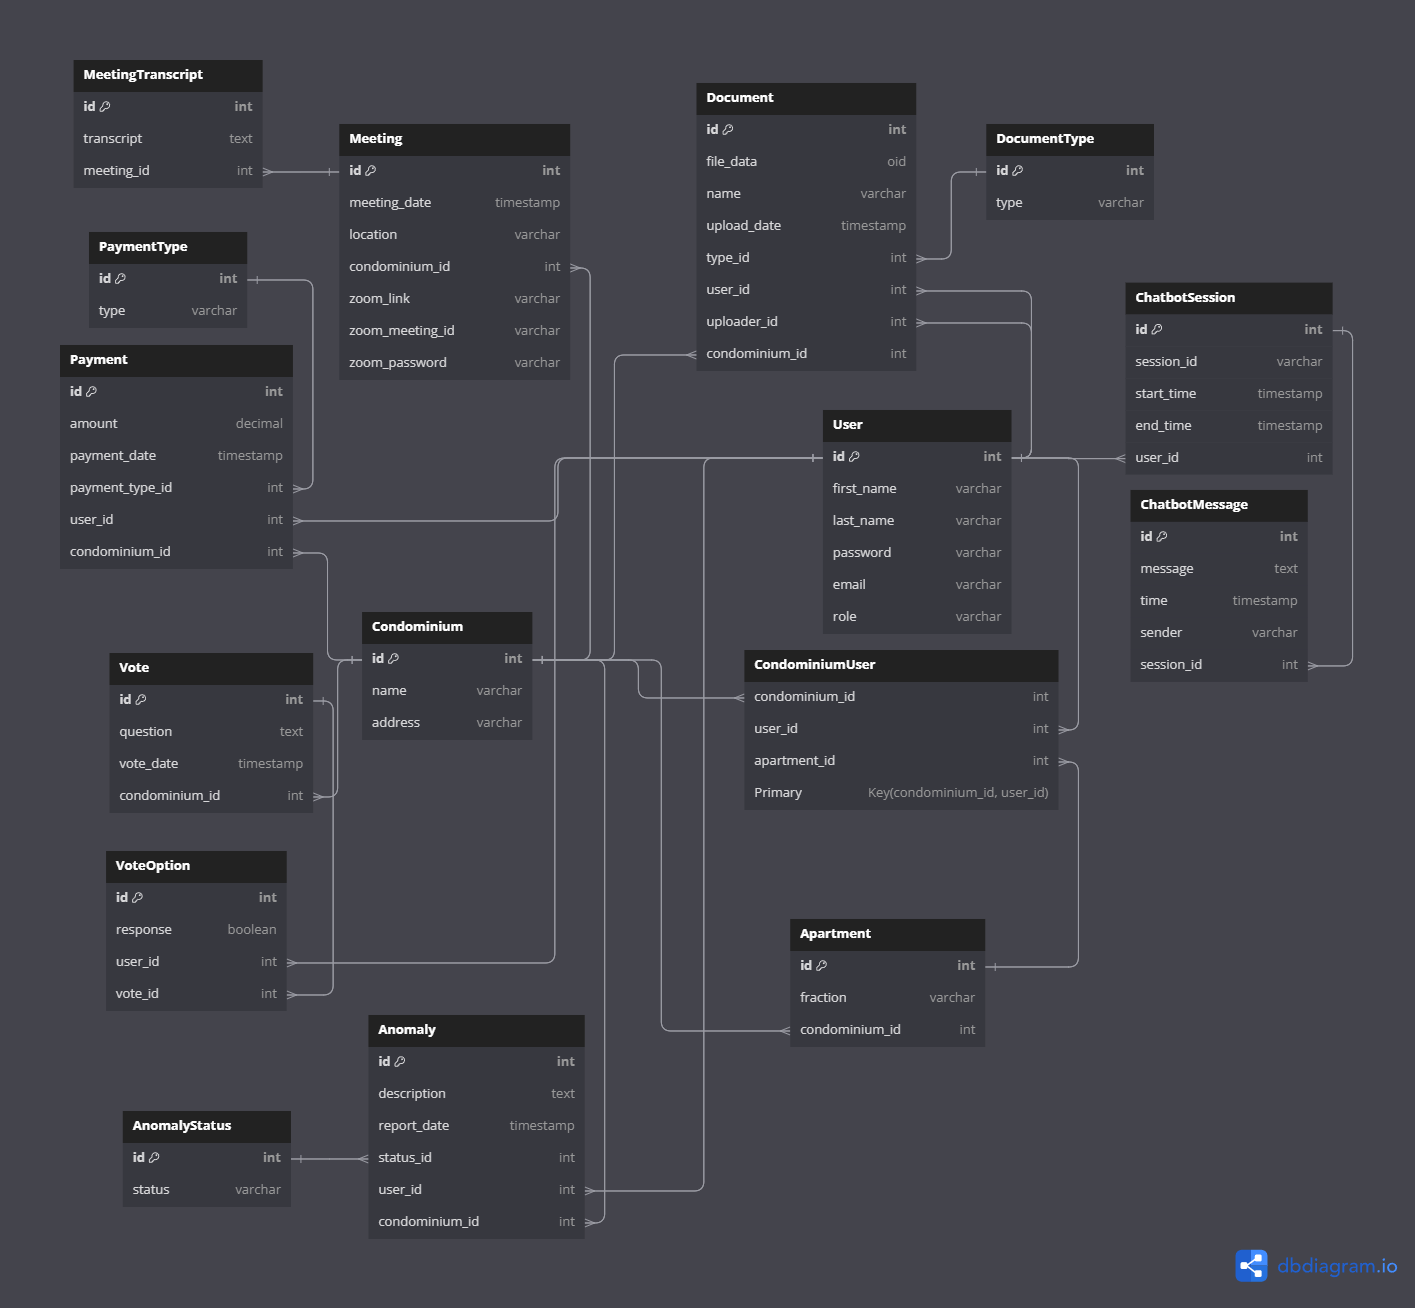 MeetingTranscript
id int
transcript text
meeting_id int
Meeting
id int
meeting_date timestamp
location varchar
condominium_id int
zoom_link varchar
zoom_meeting_id varchar
zoom_password varchar
Document
id int
file_data oid
name varchar
upload_date timestamp
type_id int
user_id int
uploader_id int
condominium_id int
DocumentType
id int
type varchar
PaymentType
id int
type varchar
Payment
id int
amount decimal
payment_date timestamp
payment_type_id int
user_id int
condominium_id int
ChatbotSession
id int
session_id varchar
start_time timestamp
end_time timestamp
user_id int
User
id int
first_name varchar
last_name varchar
password varchar
email varchar
role varchar
ChatbotMessage
id int
message text
time timestamp
sender varchar
session_id int
Condominium
id int
name varchar
address varchar
Vote
id int
question text
vote_date timestamp
condominium_id int
CondominiumUser
condominium_id int
user_id int
apartment_id int
Primary Key(condominium_id, user_id)
VoteOption
id int
response boolean
user_id int
vote_id int
Apartment
id int
fraction varchar
condominium_id int
Anomaly
id int
description text
report_date timestamp
status_id int
user_id int
condominium_id int
AnomalyStatus
id int
status varchar
dbdiagram.io